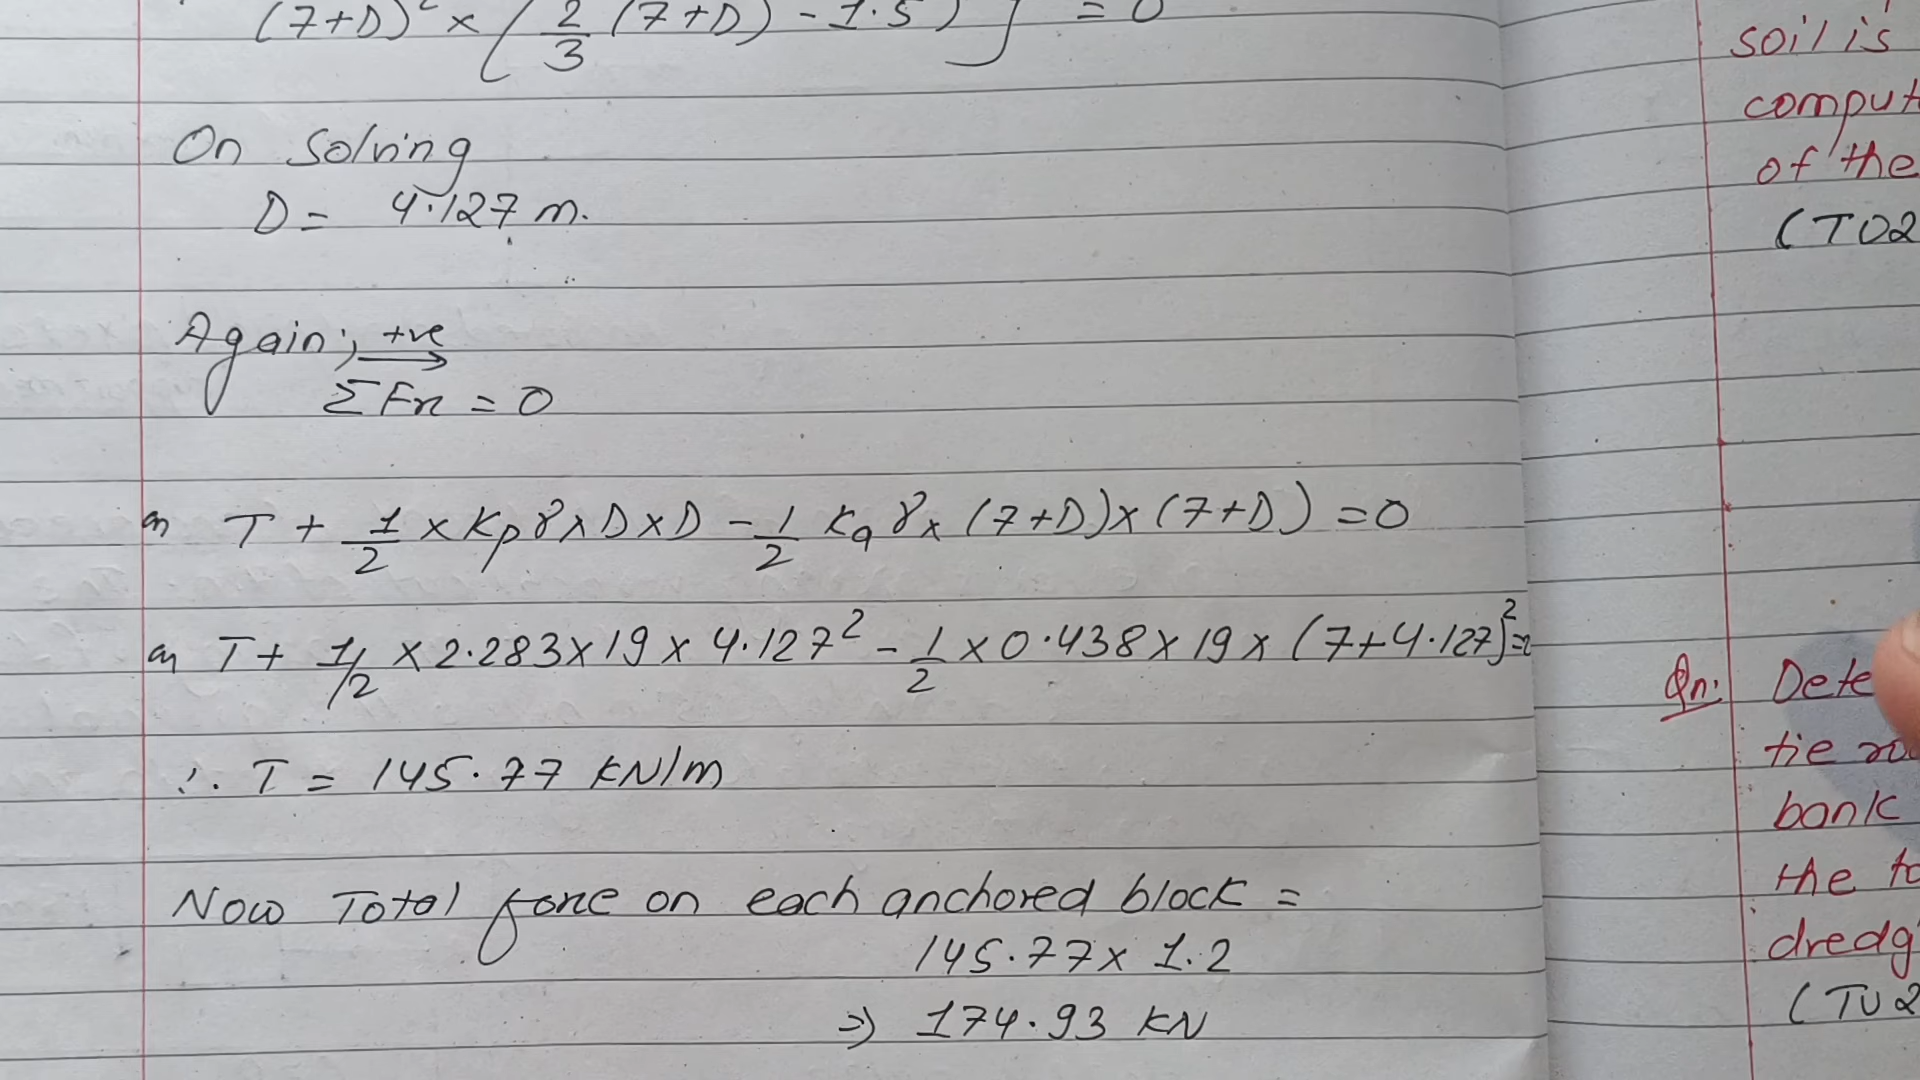 (7+D)² × (2/3 (7+D) - 1.5) ] = 0
On Solving
D = 4.127 m.
Again; +ve →
ΣFx = 0
T + 1/2 × Kp γ × D × D - 1/2 Ka γ × (7+D) × (7+D) = 0
T + 1/2 × 2.283 × 19 × 4.127² - 1/2 × 0.438 × 19 × (7+4.127)² =
∴ T = 145.77 KN/m
Now Total force on each anchored block =
145.77 × 1.2
⇒ 174.93 KN
soil is
comput
of the
(TU2
Qn: Dete
tie ro
bank
the to
dredg
(TU2